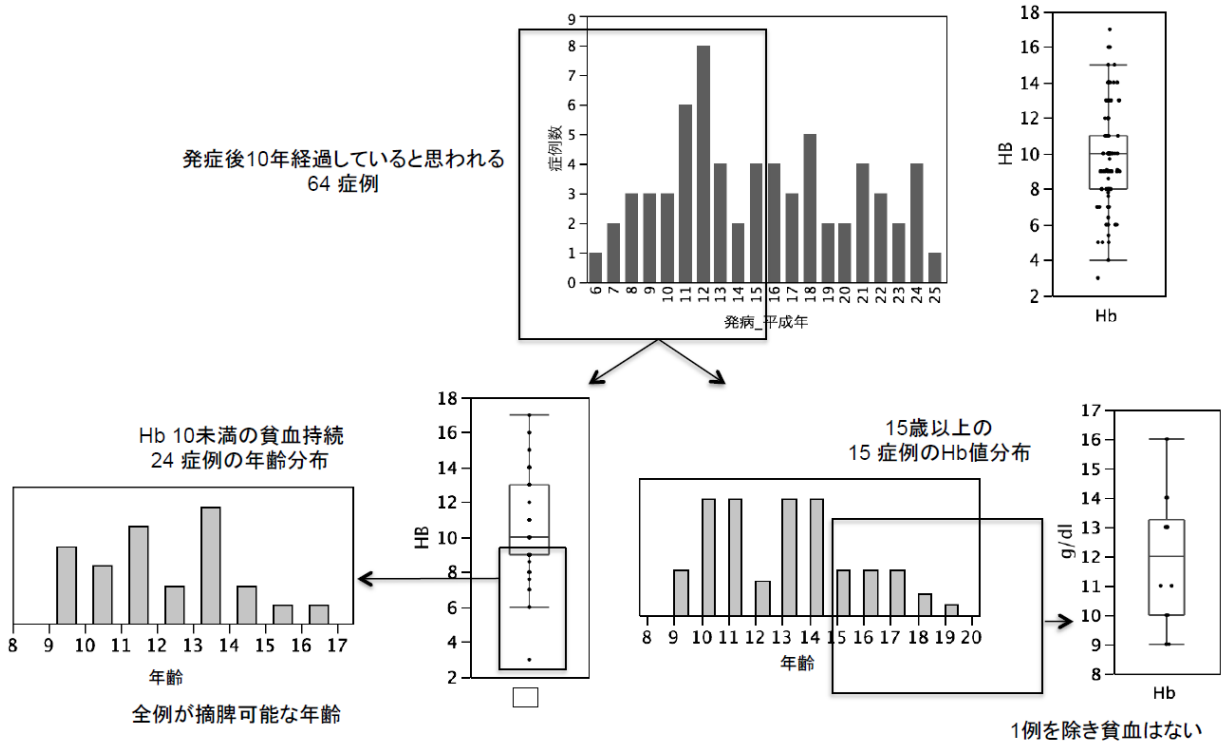 発症後10年経過していると思われる
64 症例
症例数
9
8
7
6
5
4
3
2
1
0
6 7 8 9 10 11 12 13 14 15 16 17 18 19 20 21 22 23 24 25
発病_平成年
HB
18
16
14
12
10
8
6
4
2
Hb
Hb 10未満の貧血持続
24 症例の年齢分布
8 9 10 11 12 13 14 15 16 17
年齢
全例が摘脾可能な年齢
HB
18
16
14
12
10
8
6
4
2
15歳以上の
15 症例のHb値分布
8 9 10 11 12 13 14 15 16 17 18 19 20
年齢
g/dl
17
16
15
14
13
12
11
10
9
8
Hb
1例を除き貧血はない